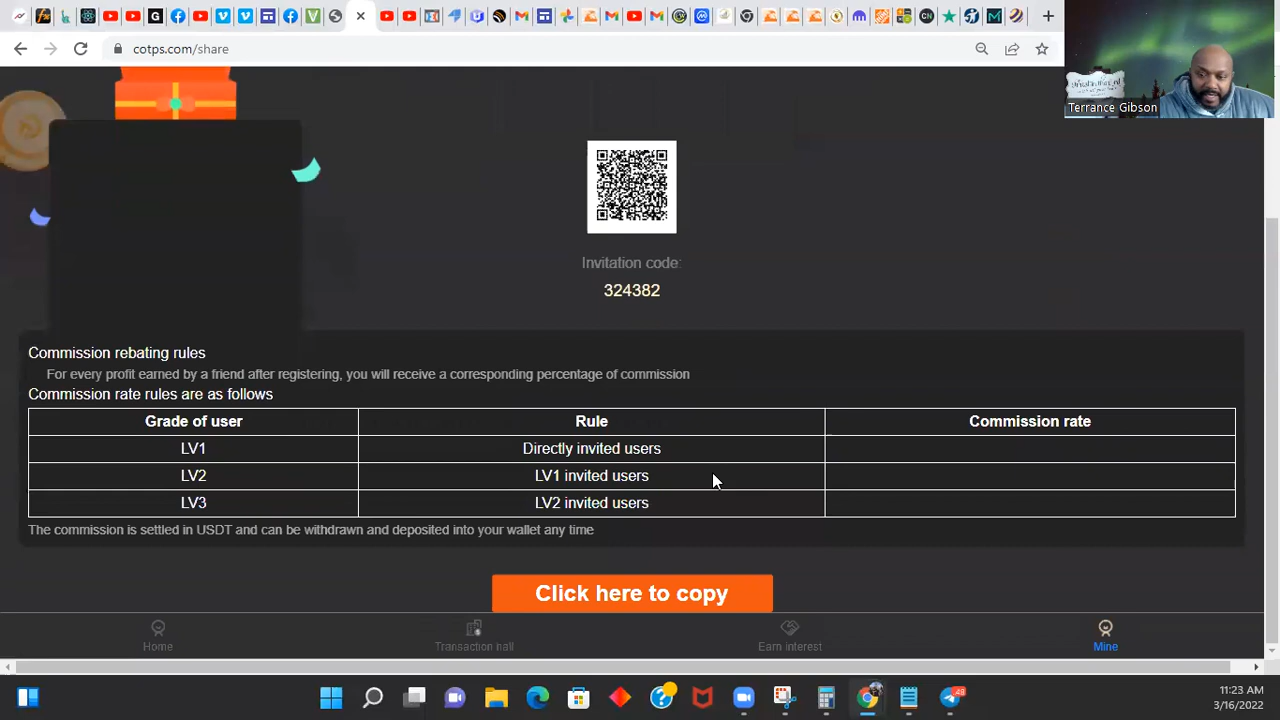 cotps.com/share
Terrance Gibson
Invitation code:
324382
Commission rebating rules
For every profit earned by a friend after registering, you will receive a corresponding percentage of commission
Commission rate rules are as follows
Grade of user Rule Commission rate
LV1 Directly invited users
LV2 LV1 invited users
LV3 LV2 invited users
The commission is settled in USDT and can be withdrawn and deposited into your wallet any time
Click here to copy
Home Transaction hall Earn interest Mine
48
11:23 AM
3/16/2022